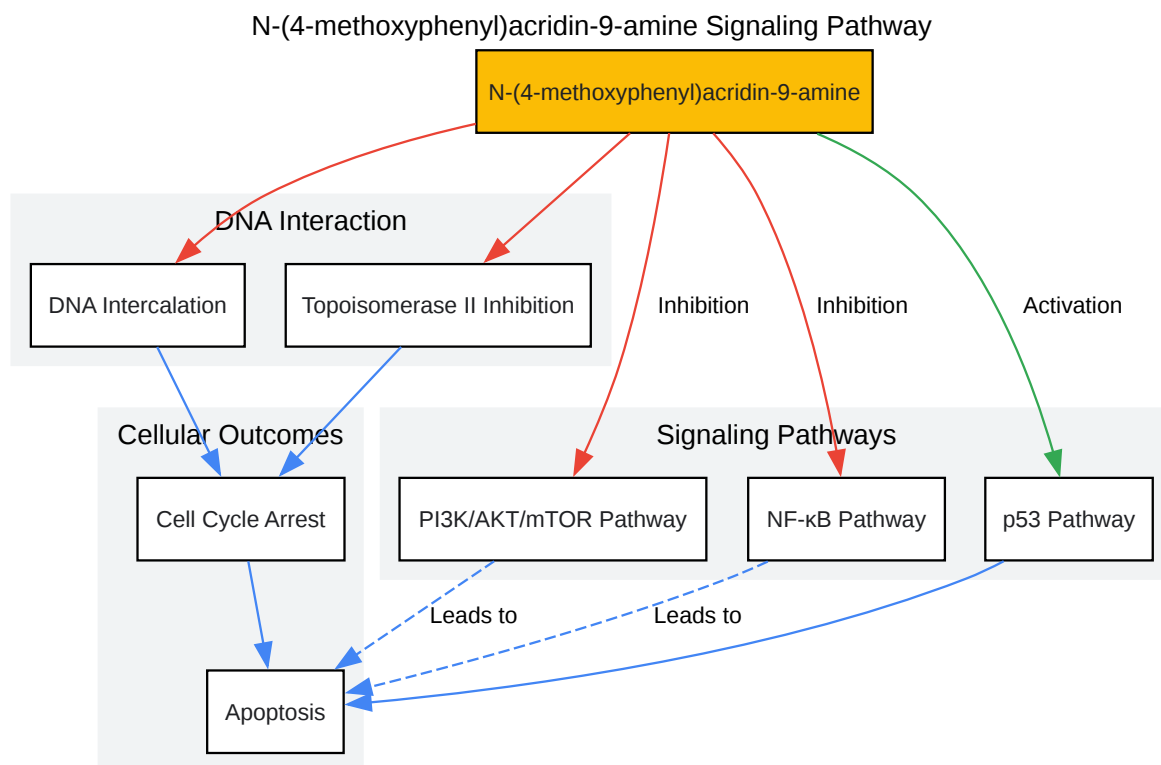 N-(4-methoxyphenyl)acridin-9-amine Signaling Pathway
N-(4-methoxyphenyl)acridin-9-amine
DNA Interaction
DNA Intercalation
Topoisomerase II Inhibition
Inhibition
Inhibition
Activation
Cellular Outcomes
Signaling Pathways
Cell Cycle Arrest
PI3K/AKT/mTOR Pathway
NF-κB Pathway
p53 Pathway
Leads to
Leads to
Apoptosis